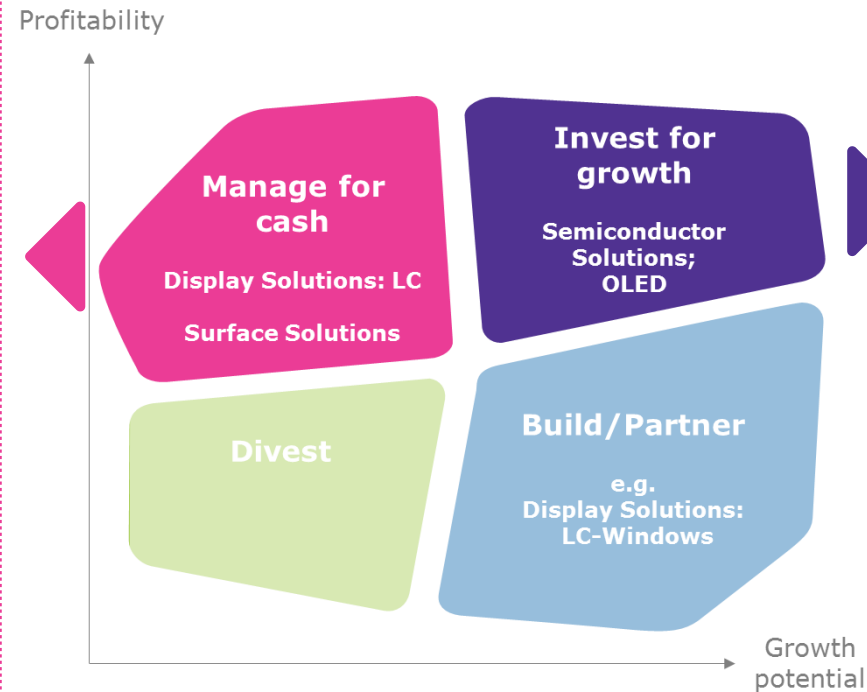 Profitability
Manage for
cash
Display Solutions: LC
Surface Solutions
Invest for
growth
Semiconductor
Solutions;
OLED
Divest
Build/Partner
e.g.
Display Solutions:
LC-Windows
Growth
potential